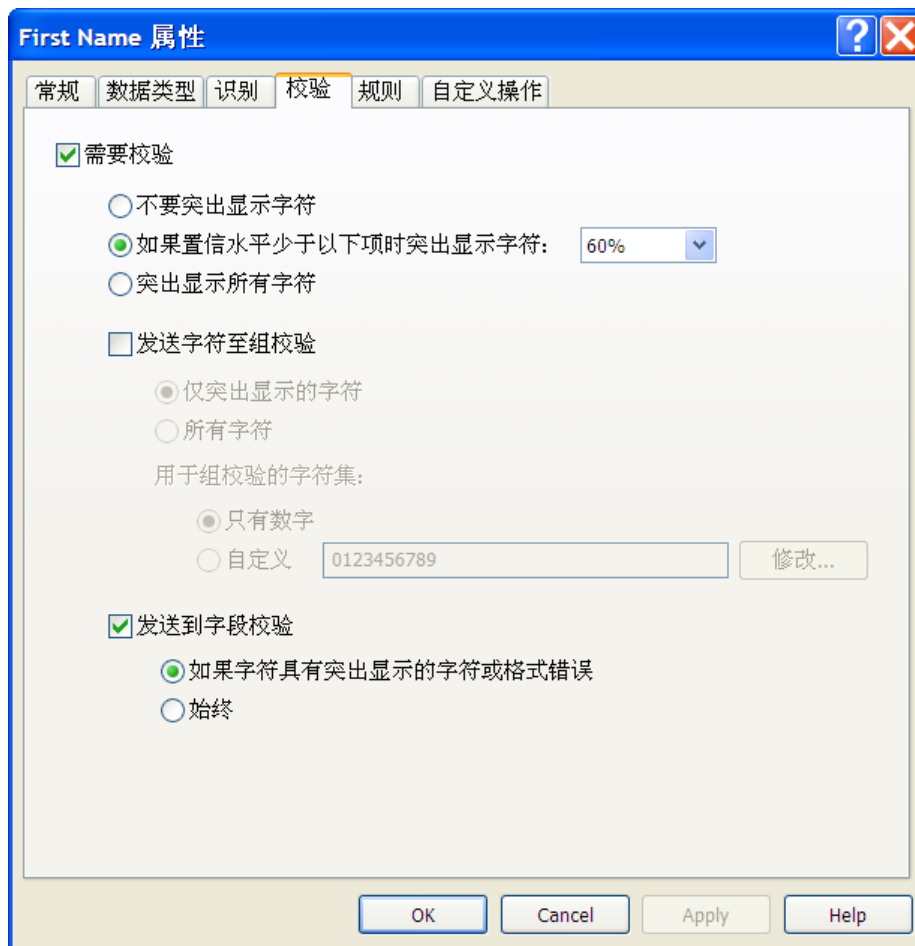 First Name 属性
常规 数据类型 识别 校验 规则 自定义操作
需要校验
不要突出显示字符
如果置信水平少于以下项时突出显示字符： 60%
突出显示所有字符
发送字符至组校验
仅突出显示的字符
所有字符
用于组校验的字符集：
只有数字
自定义 0123456789 修改...
发送到字段校验
如果字符具有突出显示的字符或格式错误
始终
OK Cancel Apply Help